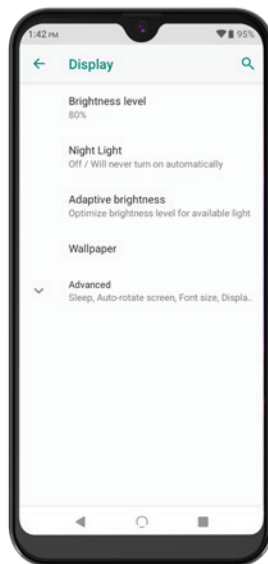 1:42 PM 95%
Display
Brightness level
80%
Night Light
Off / Will never turn on automatically
Adaptive brightness
Optimize brightness level for available light
Wallpaper
Advanced
Sleep, Auto-rotate screen, Font size, Displa..